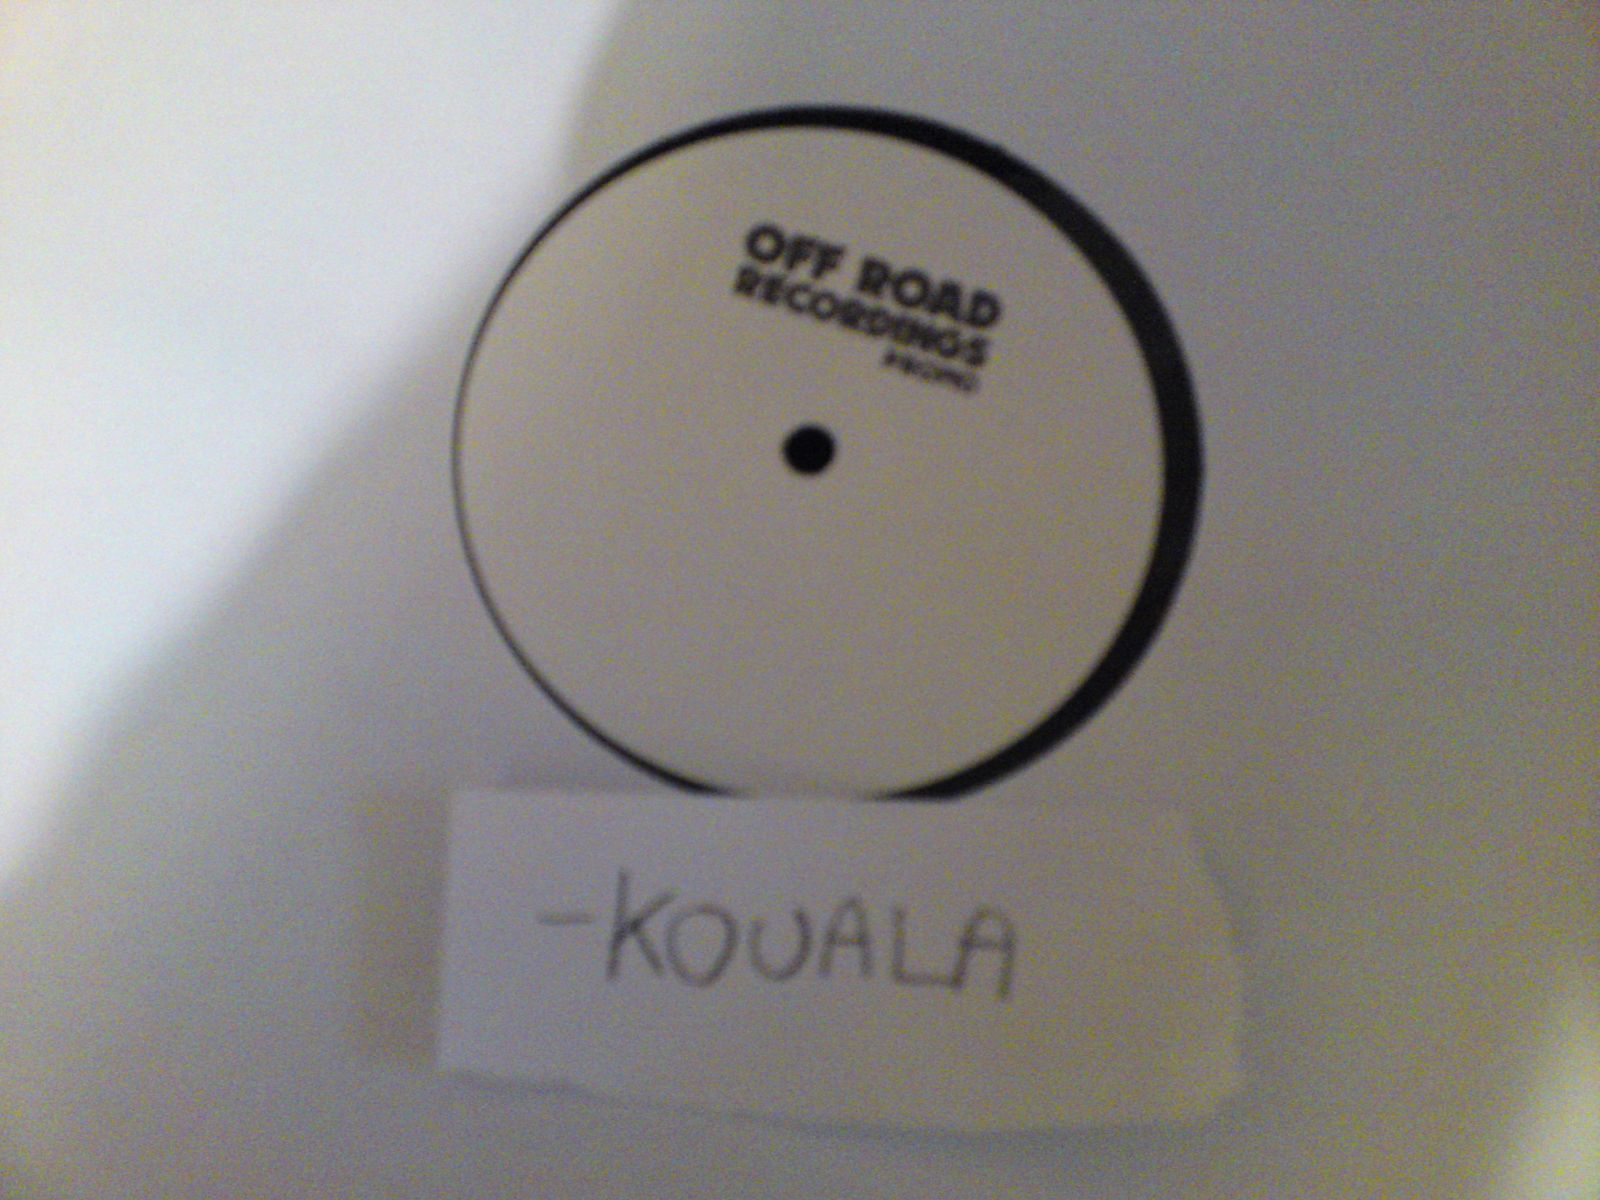 OFF ROAD
RECORDINGS
PROMO
-KOUALA